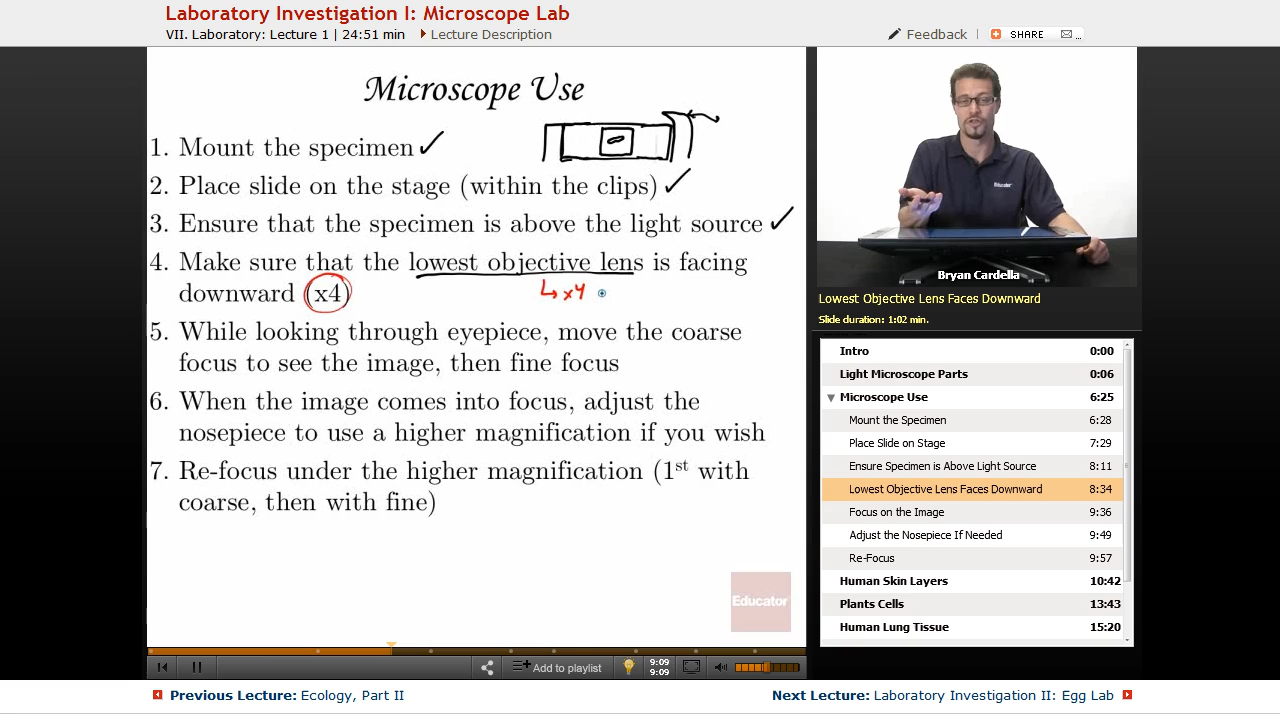 Laboratory Investigation I: Microscope Lab
VII. Laboratory: Lecture 1 | 24:51 min Lecture Description
Feedback | SHARE
Microscope Use
1. Mount the specimen
2. Place slide on the stage (within the clips)
3. Ensure that the specimen is above the light source
4. Make sure that the lowest objective lens is facing
downward (x4)
x4
5. While looking through eyepiece, move the coarse
focus to see the image, then fine focus
6. When the image comes into focus, adjust the
nosepiece to use a higher magnification if you wish
7. Re-focus under the higher magnification (1st with
coarse, then with fine)
Educator
Educator
Bryan Cardella
Lowest Objective Lens Faces Downward
Slide duration: 1:02 min.
Intro 0:00
Light Microscope Parts 0:06
Microscope Use 6:25
Mount the Specimen 6:28
Place Slide on Stage 7:29
Ensure Specimen is Above Light Source 8:11
Lowest Objective Lens Faces Downward 8:34
Focus on the Image 9:36
Adjust the Nosepiece If Needed 9:49
Re-Focus 9:57
Human Skin Layers 10:42
Plants Cells 13:43
Human Lung Tissue 15:20
Add to playlist
9:09
9:09
Previous Lecture: Ecology, Part II
Next Lecture: Laboratory Investigation II: Egg Lab